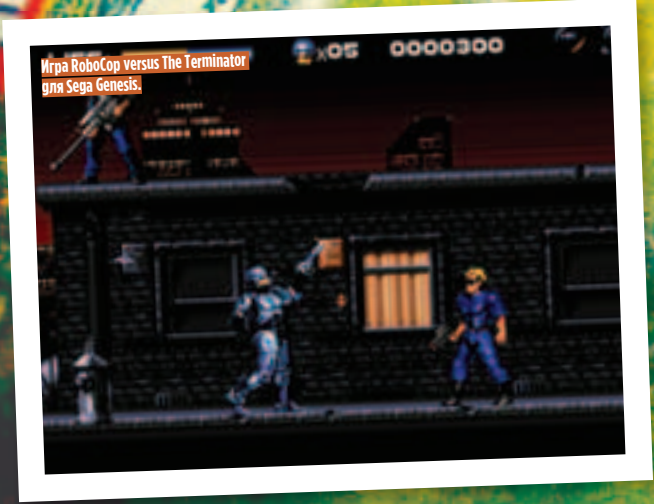 Игра RoboCop versus The Terminator
для Sega Genesis.
x05 0000300